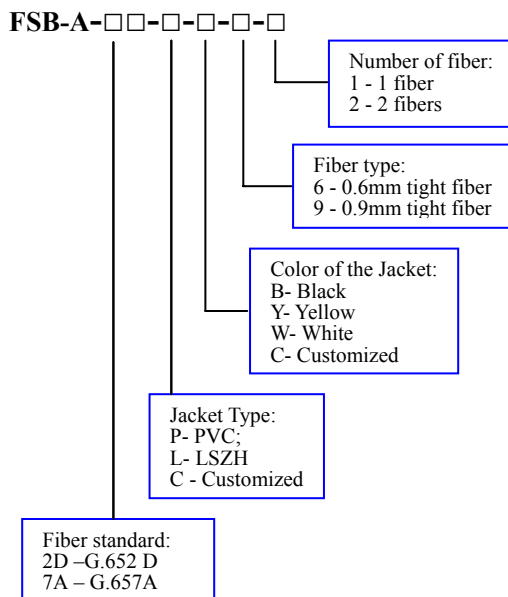 FSB-A-□□-□-□-□-□
Number of fiber:
1 - 1 fiber
2 - 2 fibers
Fiber type:
6 - 0.6mm tight fiber
9 - 0.9mm tight fiber
Color of the Jacket:
B- Black
Y- Yellow
W- White
C- Customized
Jacket Type:
P- PVC;
L- LSZH
C - Customized
Fiber standard:
2D –G.652 D
7A – G.657A